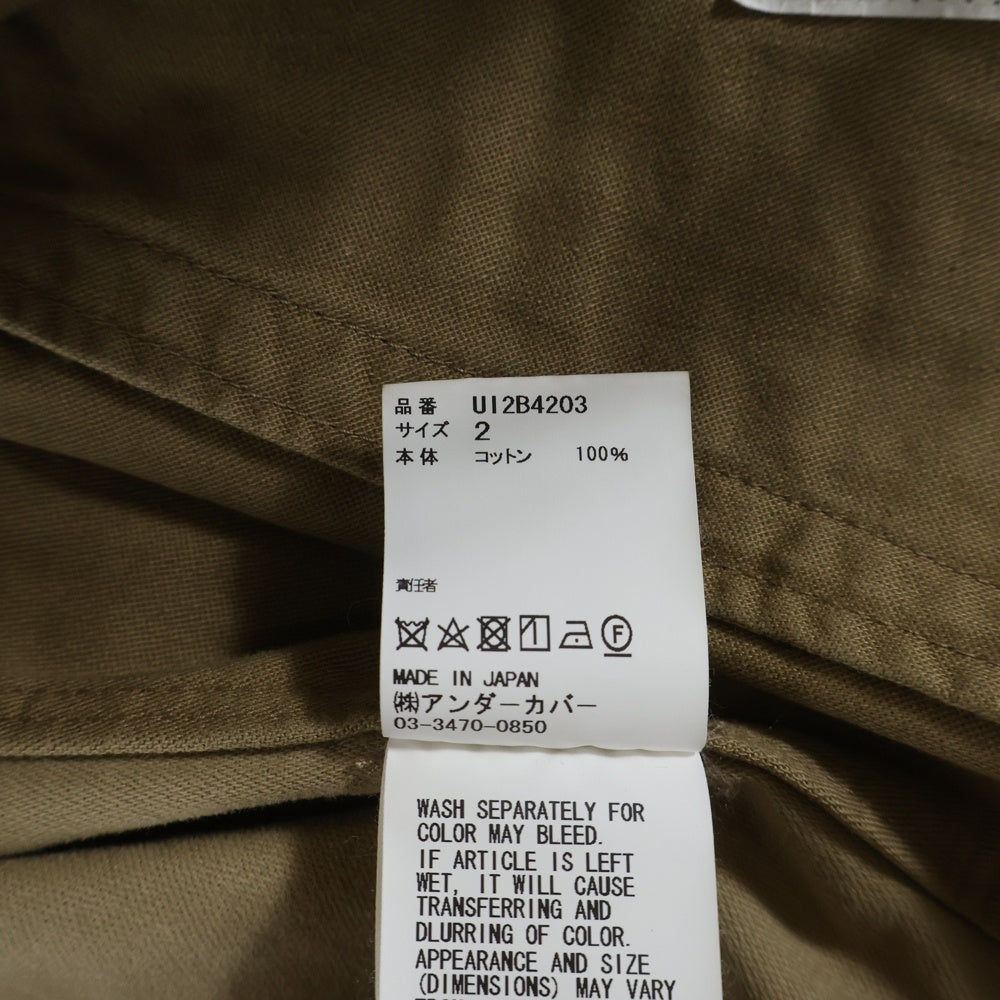 品番 UI2B4203
サイズ 2
本体 コットン 100%
責任者
F
MADE IN JAPAN
㈱アンダーカバー
03-3470-0850
WASH SEPARATELY FOR
COLOR MAY BLEED.
IF ARTICLE IS LEFT
WET, IT WILL CAUSE
TRANSFERRING AND
DLURRING OF COLOR.
APPEARANCE AND SIZE
(DIMENSIONS) MAY VARY